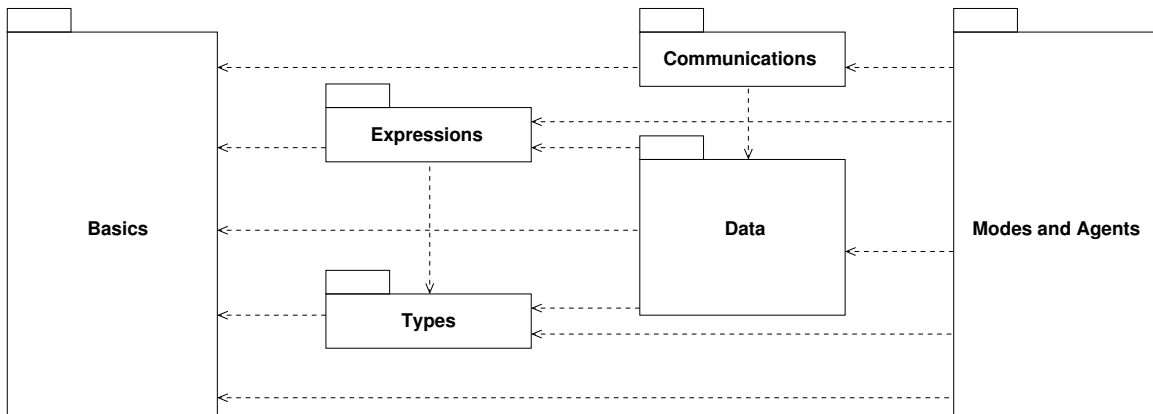 Communications
Expressions
Basics
Data
Modes and Agents
Types